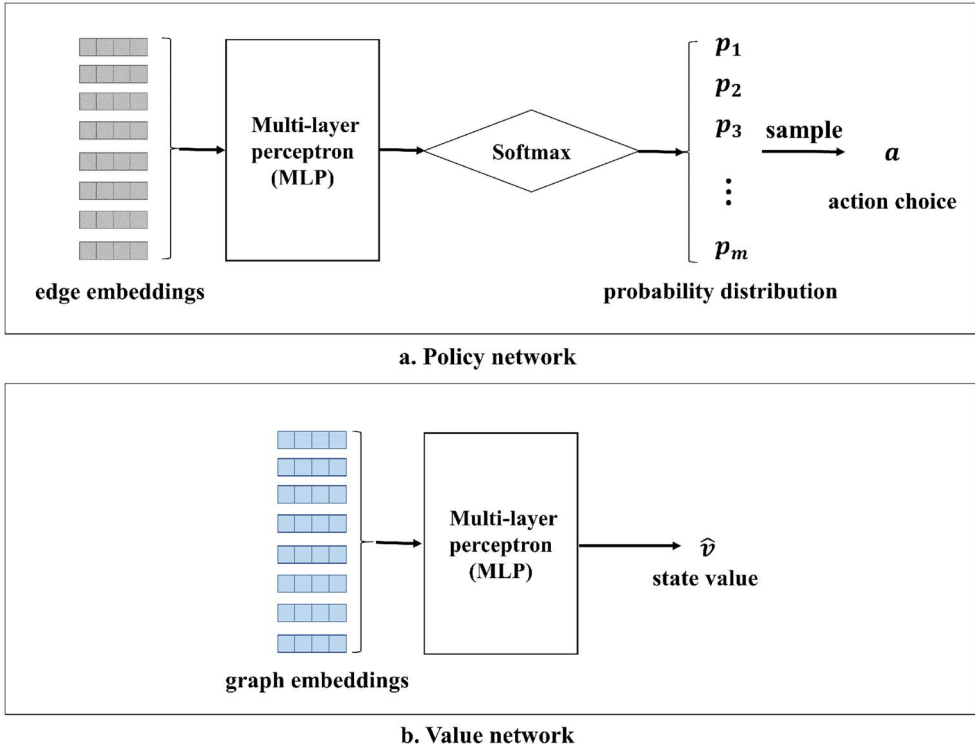 p₁
p₂
p₃
⋮
pₘ
Multi-layer
perceptron
(MLP)
Softmax
sample
a
action choice
edge embeddings
probability distribution
a. Policy network
Multi-layer
perceptron
(MLP)
v̂
state value
graph embeddings
b. Value network